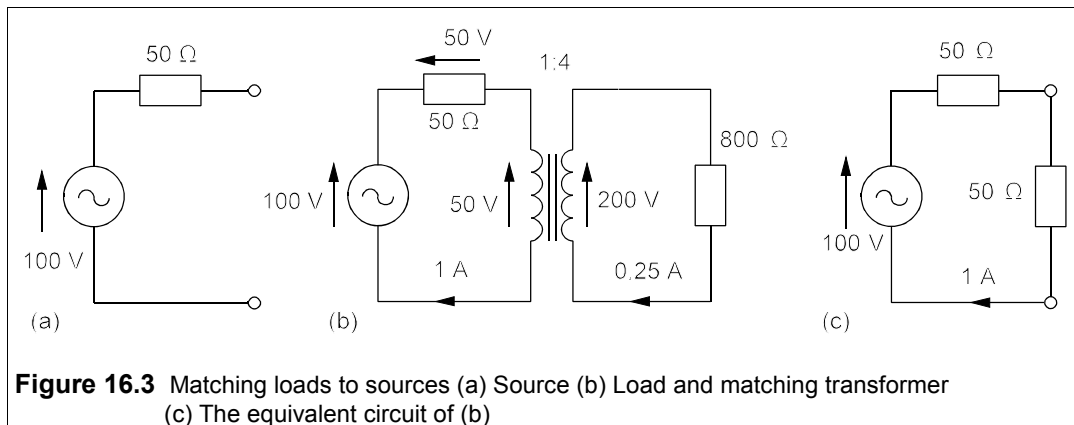 50 Ω
100 V
(a)
50 V
1:4
50 Ω
800 Ω
100 V
50 V
200 V
1 A
0,25 A
(b)
50 Ω
50 Ω
100 V
1 A
(c)
Figure 16.3 Matching loads to sources (a) Source (b) Load and matching transformer
(c) The equivalent circuit of (b)